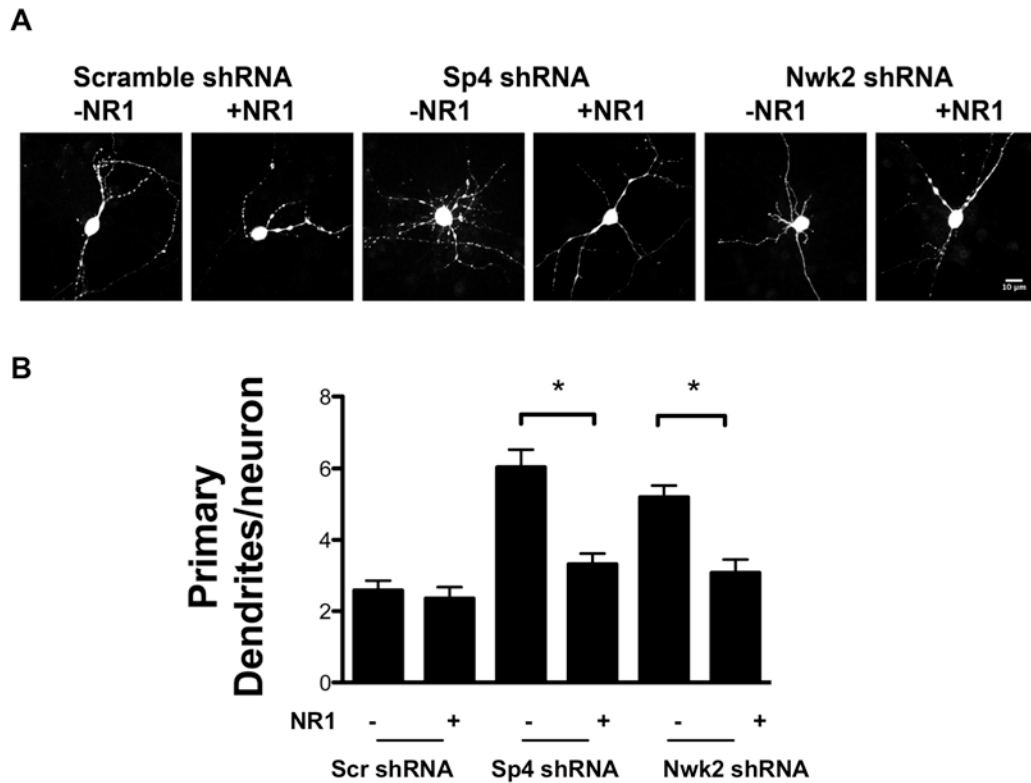 A
Scramble shRNA Sp4 shRNA Nwk2 shRNA
-NR1 +NR1 -NR1 +NR1 -NR1 +NR1
10 µm
B
Primary
Dendrites/neuron
8
6
4
2
0
* *
NR1 - + - + - +
Scr shRNA Sp4 shRNA Nwk2 shRNA